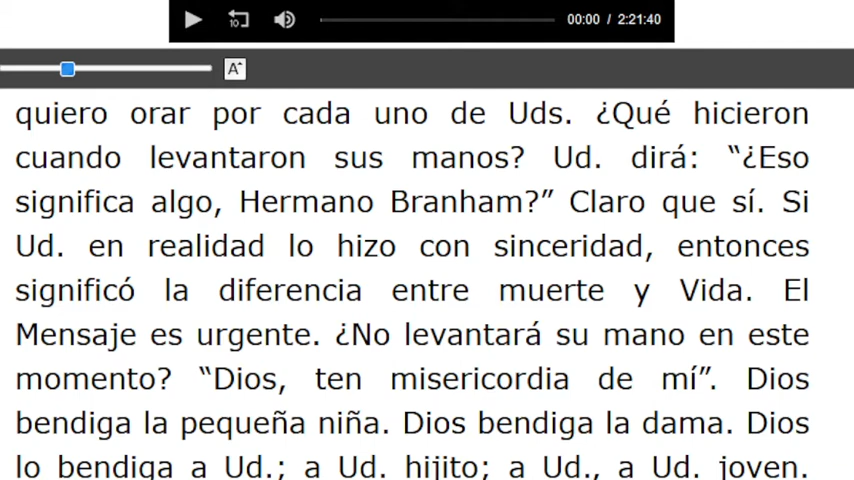 10
00:00 / 2:21:40
A
quiero orar por cada uno de Uds. ¿Qué hicieron
cuando levantaron sus manos? Ud. dirá: “¿Eso
significa algo, Hermano Branham?” Claro que sí. Si
Ud. en realidad lo hizo con sinceridad, entonces
significó la diferencia entre muerte y Vida. El
Mensaje es urgente. ¿No levantará su mano en este
momento? “Dios, ten misericordia de mí”. Dios
bendiga la pequeña niña. Dios bendiga la dama. Dios
lo bendiga a Ud.; a Ud. hijito; a Ud., a Ud. joven.